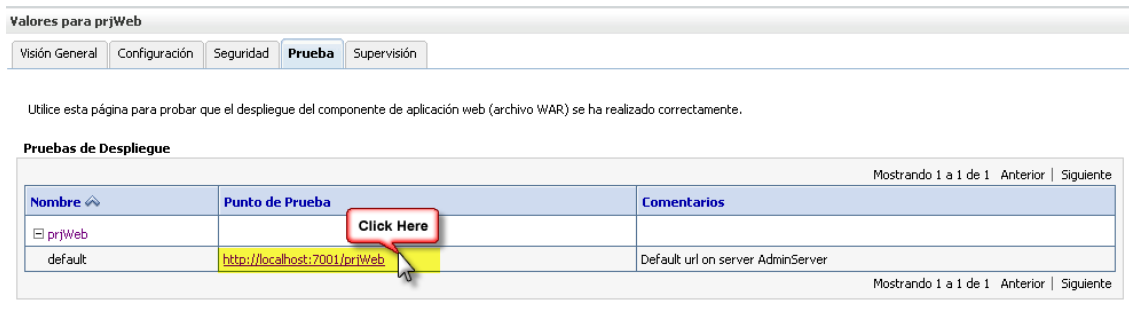 Valores para prjWeb
Visión General Configuración Seguridad Prueba Supervisión
Utilice esta página para probar que el despliegue del componente de aplicación web (archivo WAR) se ha realizado correctamente.
Pruebas de Despliegue
Mostrando 1 a 1 de 1 Anterior | Siguiente
Nombre Punto de Prueba Comentarios
Click Here
prjWeb
default http://localhost:7001/prjWeb Default url on server AdminServer
Mostrando 1 a 1 de 1 Anterior | Siguiente